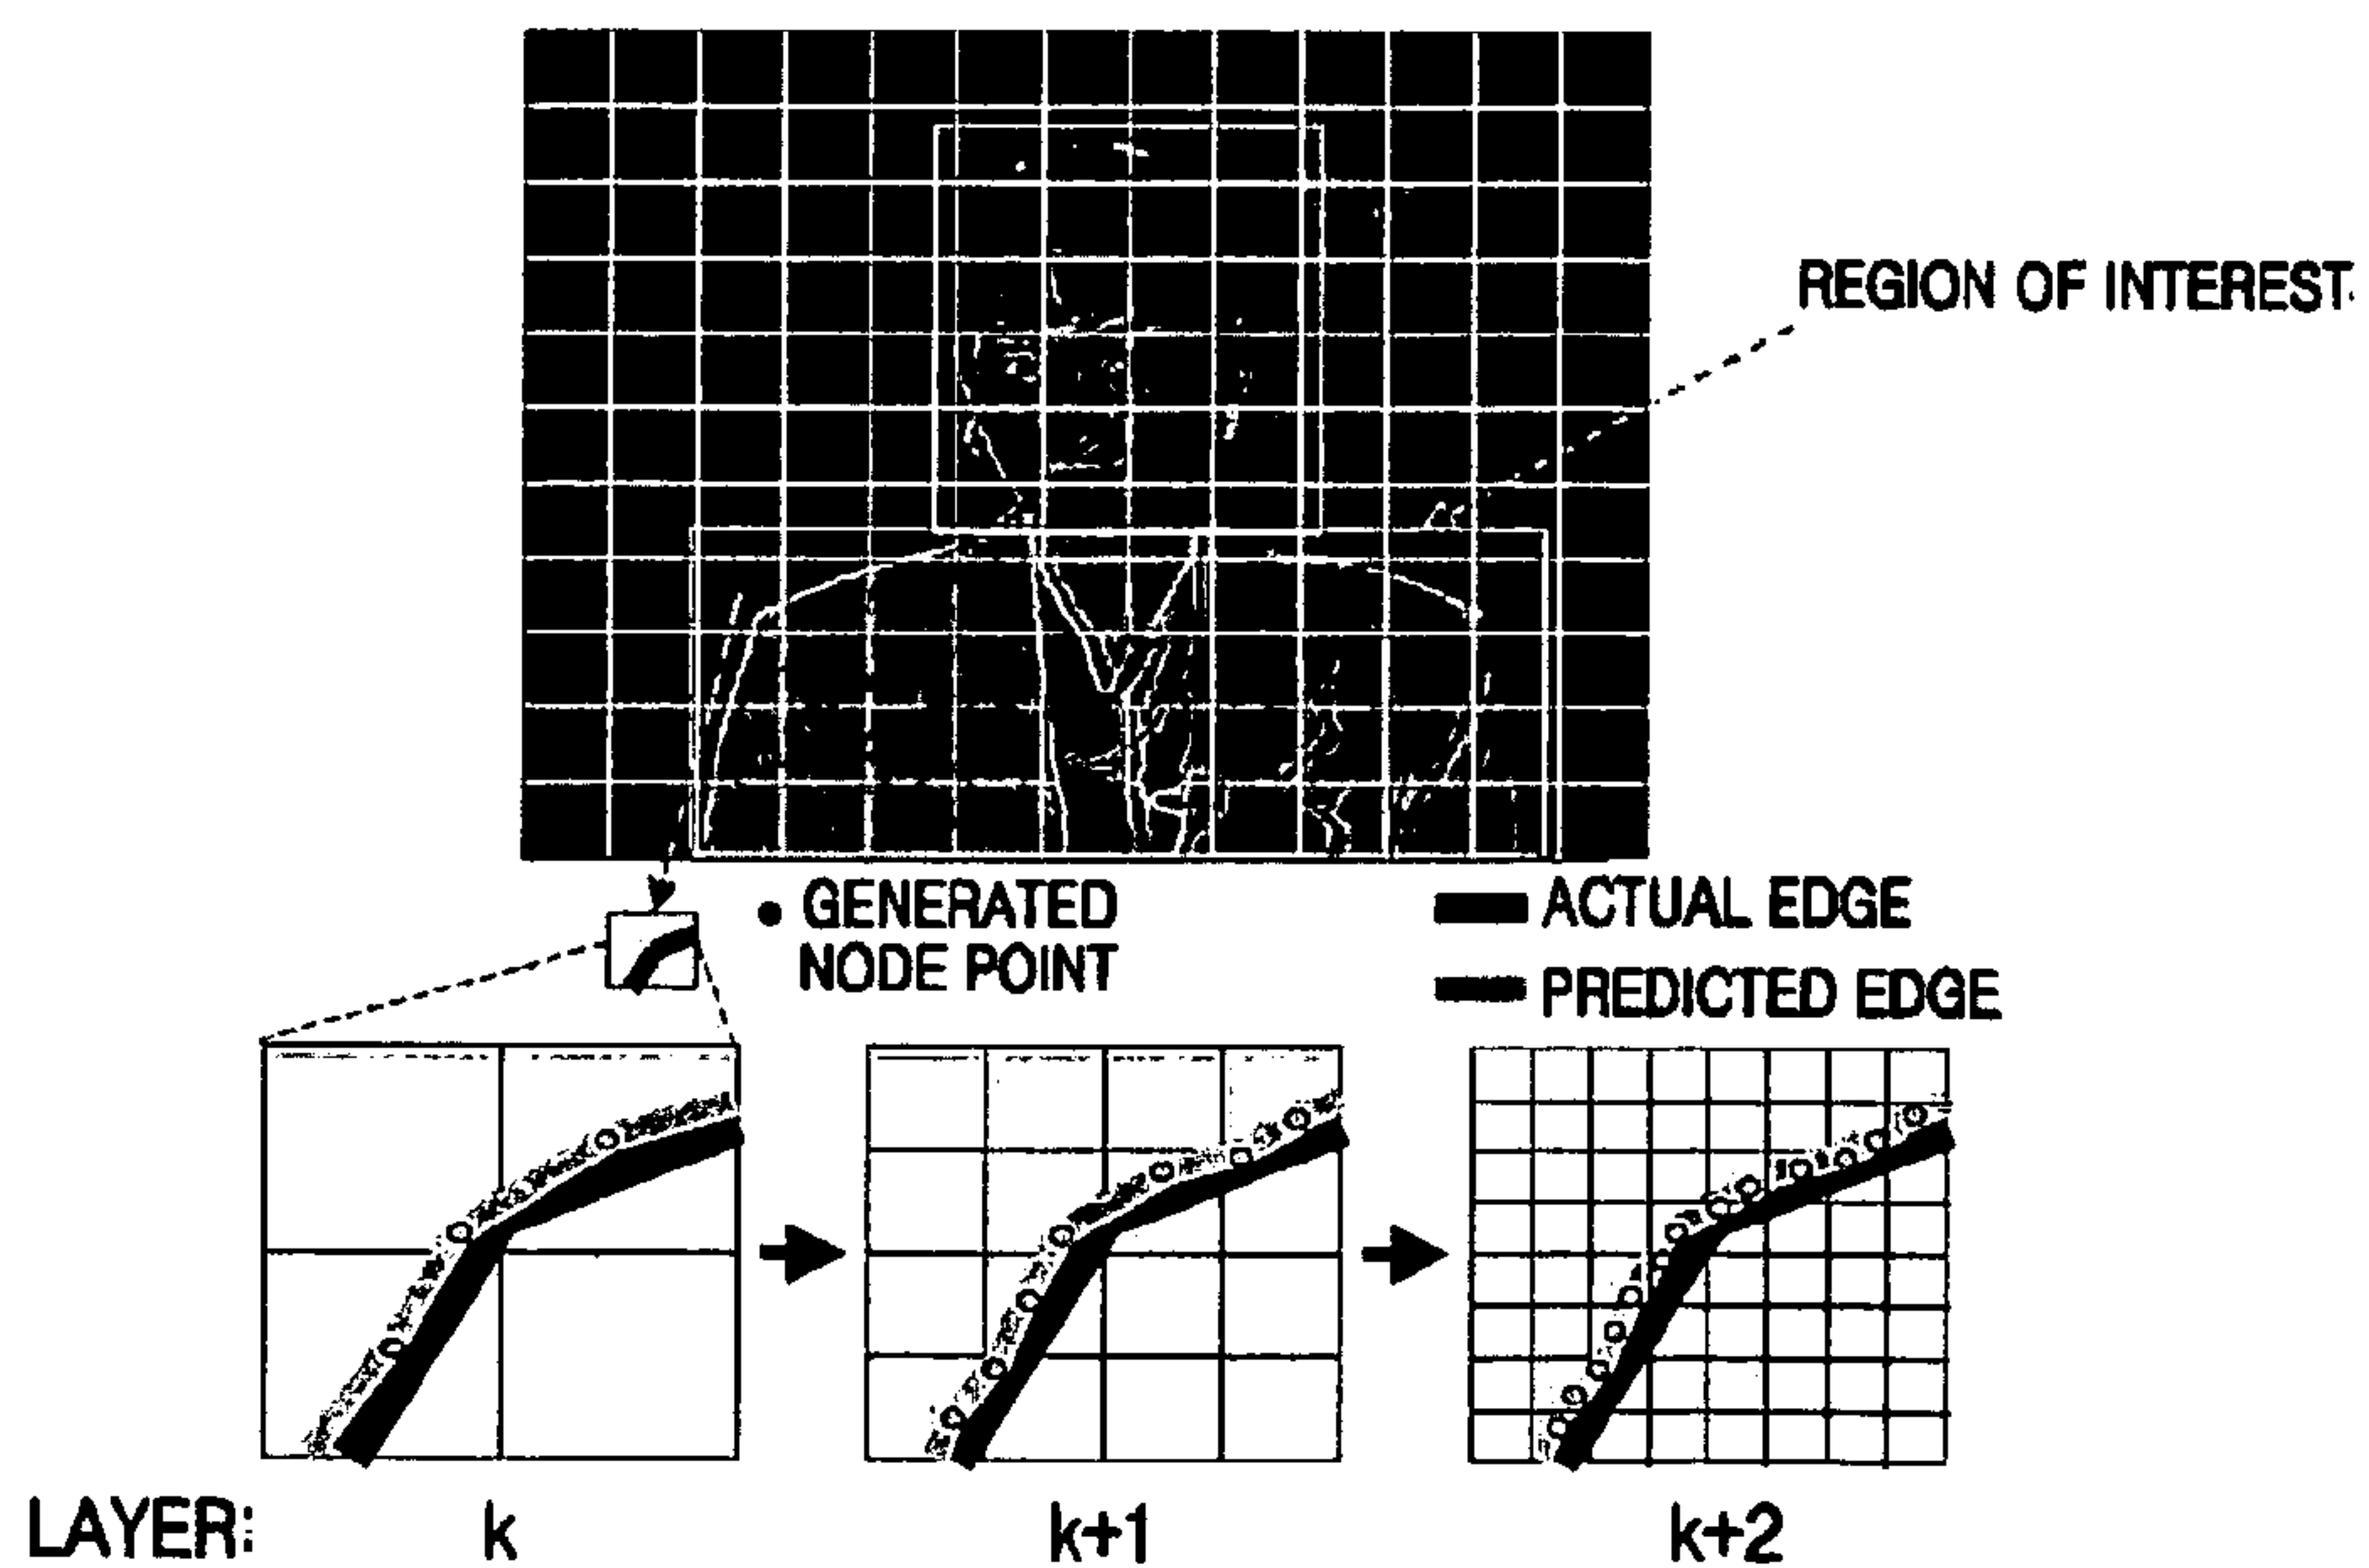 REGION OF INTEREST
GENERATED
NODE POINT
ACTUAL EDGE
PREDICTED EDGE
LAYER:
k
k+1
k+2